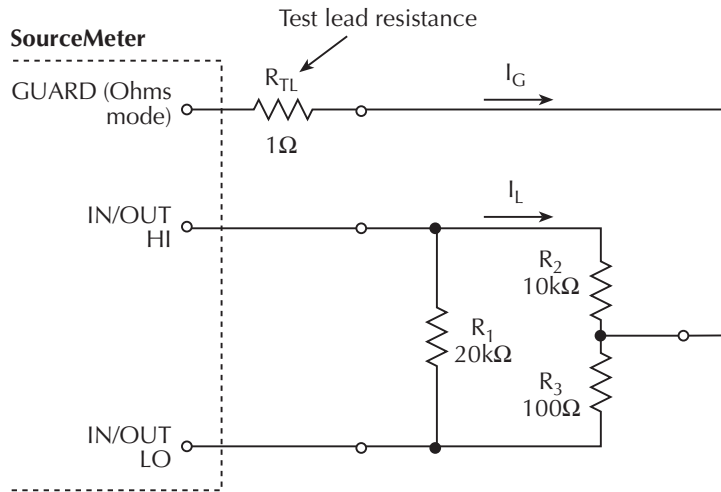 Test lead resistance
SourceMeter
GUARD (Ohms
mode)
R_TL
1Ω
I_G
IN/OUT
HI
I_L
R_2
10kΩ
R_1
20kΩ
R_3
100Ω
IN/OUT
LO